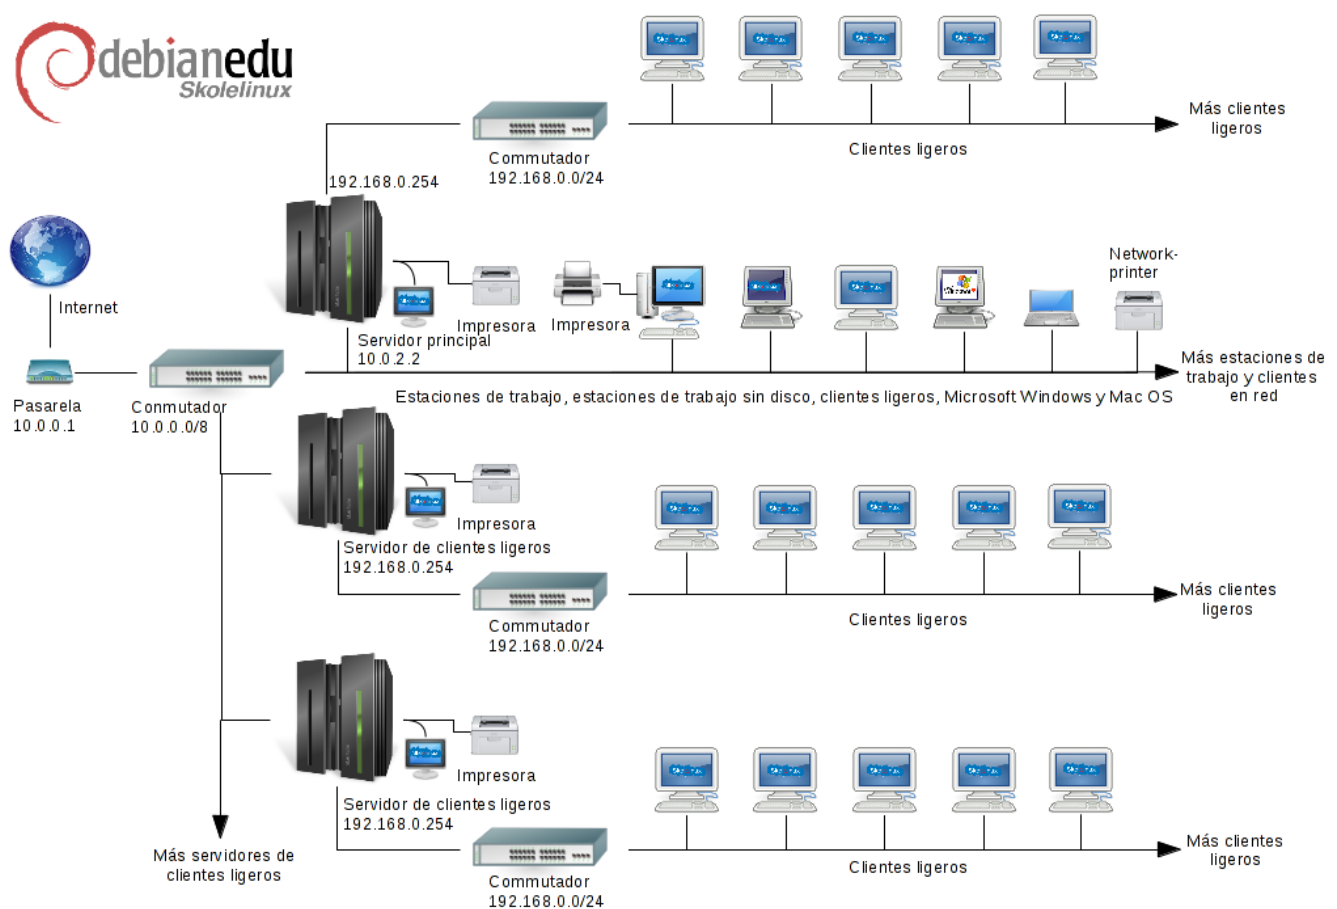 debianedu
Skolelinux
Más clientes
ligeros
Clientes ligeros
Commutador
192.168.0.0/24
192.168.0.254
Internet
Impresora
Impresora
Network-
printer
Servidor principal
10.0.2.2
Pasarela
10.0.0.1
Conmutador
10.0.0.0/8
Más estaciones de
trabajo y clientes
en red
Estaciones de trabajo, estaciones de trabajo sin disco, clientes ligeros, Microsoft Windows y Mac OS
Impresora
Servidor de clientes ligeros
192.168.0.254
Commutador
192.168.0.0/24
Clientes ligeros
Más clientes
ligeros
Impresora
Servidor de clientes ligeros
192.168.0.254
Commutador
192.168.0.0/24
Clientes ligeros
Más clientes
ligeros
Más servidores de
clientes ligeros